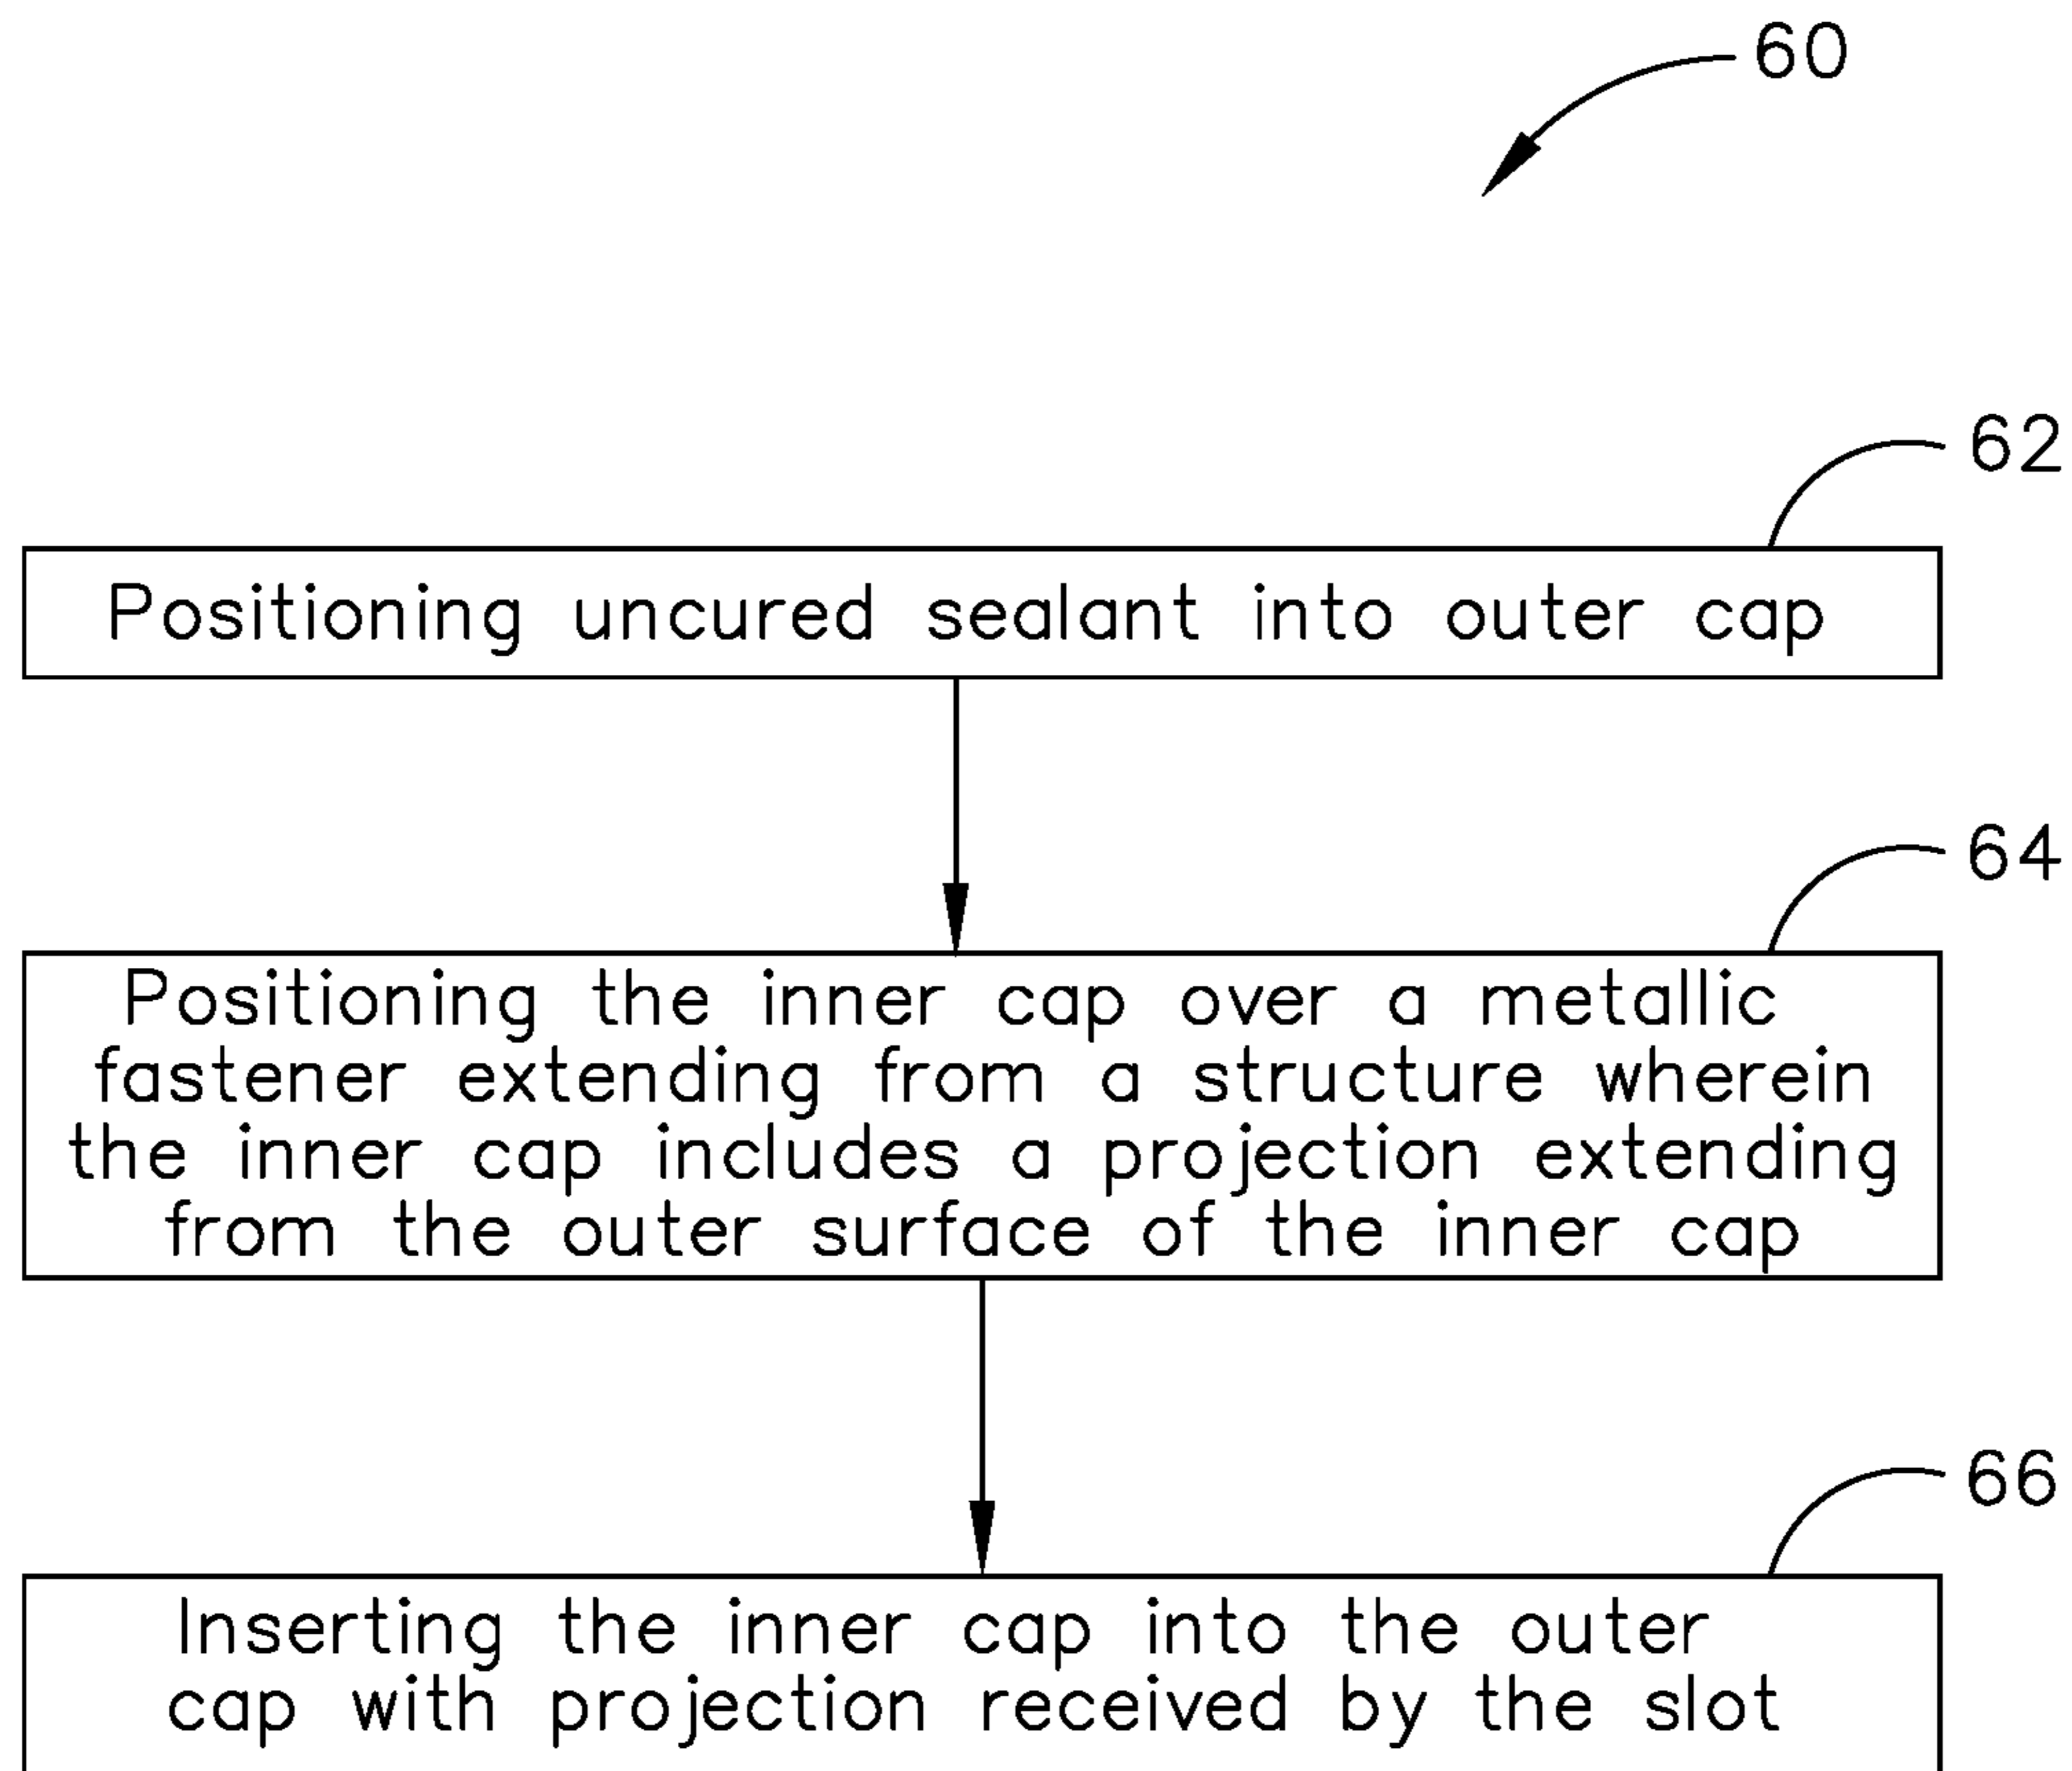 60
62
Positioning uncured sealant into outer cap
64
Positioning the inner cap over a metallic
fastener extending from a structure wherein
the inner cap includes a projection extending
from the outer surface of the inner cap
66
Inserting the inner cap into the outer
cap with projection received by the slot